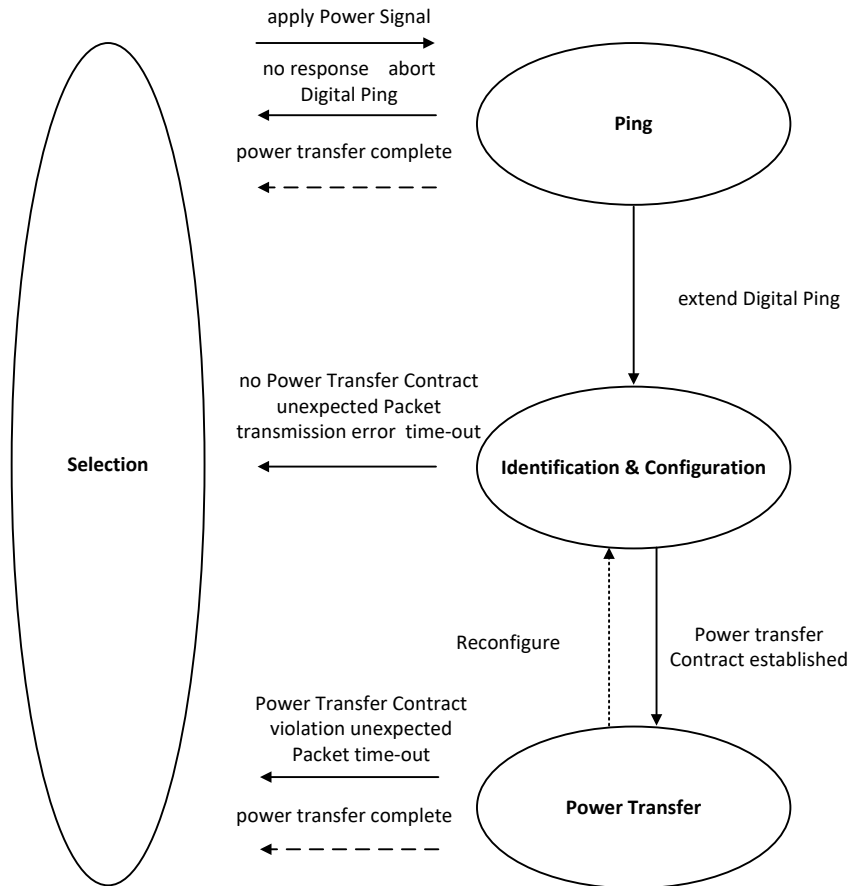 apply Power Signal
no response abort
Digital Ping
Ping
power transfer complete
extend Digital Ping
no Power Transfer Contract
unexpected Packet
transmission error time-out
Selection
Identification & Configuration
Reconfigure
Power transfer
Contract established
Power Transfer Contract
violation unexpected
Packet time-out
Power Transfer
power transfer complete